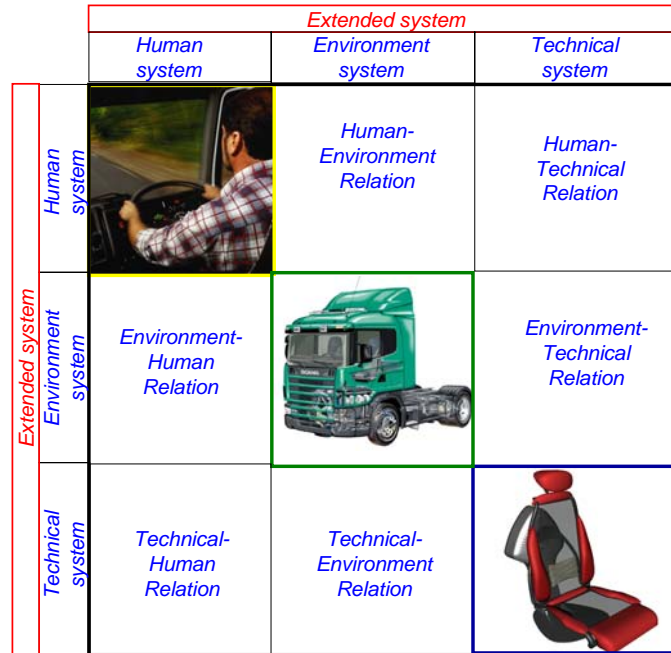 Extended system
Human
system
Environment
system
Technical
system
Extended system
Human
system
Human-
Environment
Relation
Human-
Technical
Relation
Environment
system
Environment-
Human
Relation
SCANIA
Environment-
Technical
Relation
Technical
system
Technical-
Human
Relation
Technical-
Environment
Relation